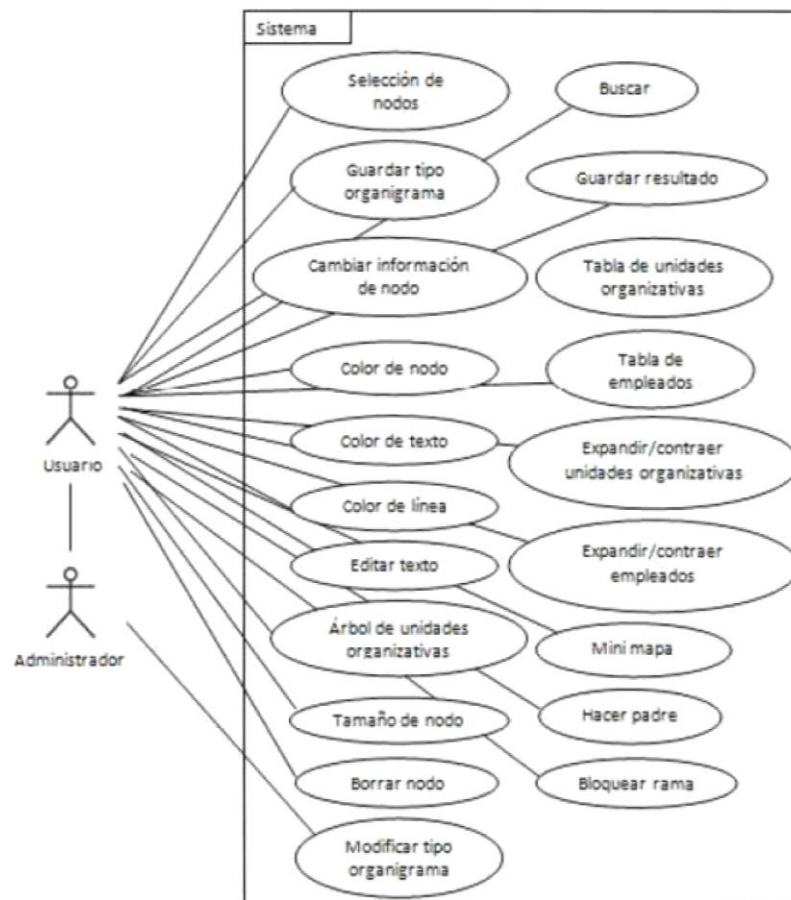 Sistema
Selección de
nodos
Buscar
Guardar tipo
organigrama
Guardar resultado
Cambiar información
de nodo
Tabla de unidades
organizativas
Color de nodo
Tabla de
empleados
Usuario
Color de texto
Expandir/contraer
unidades organizativas
Color de línea
Expandir/contraer
empleados
Editar texto
Administrador
Árbol de unidades
organizativas
Mini mapa
Tamaño de nodo
Hacer padre
Borrar nodo
Bloquear rama
Modificar tipo
organigrama